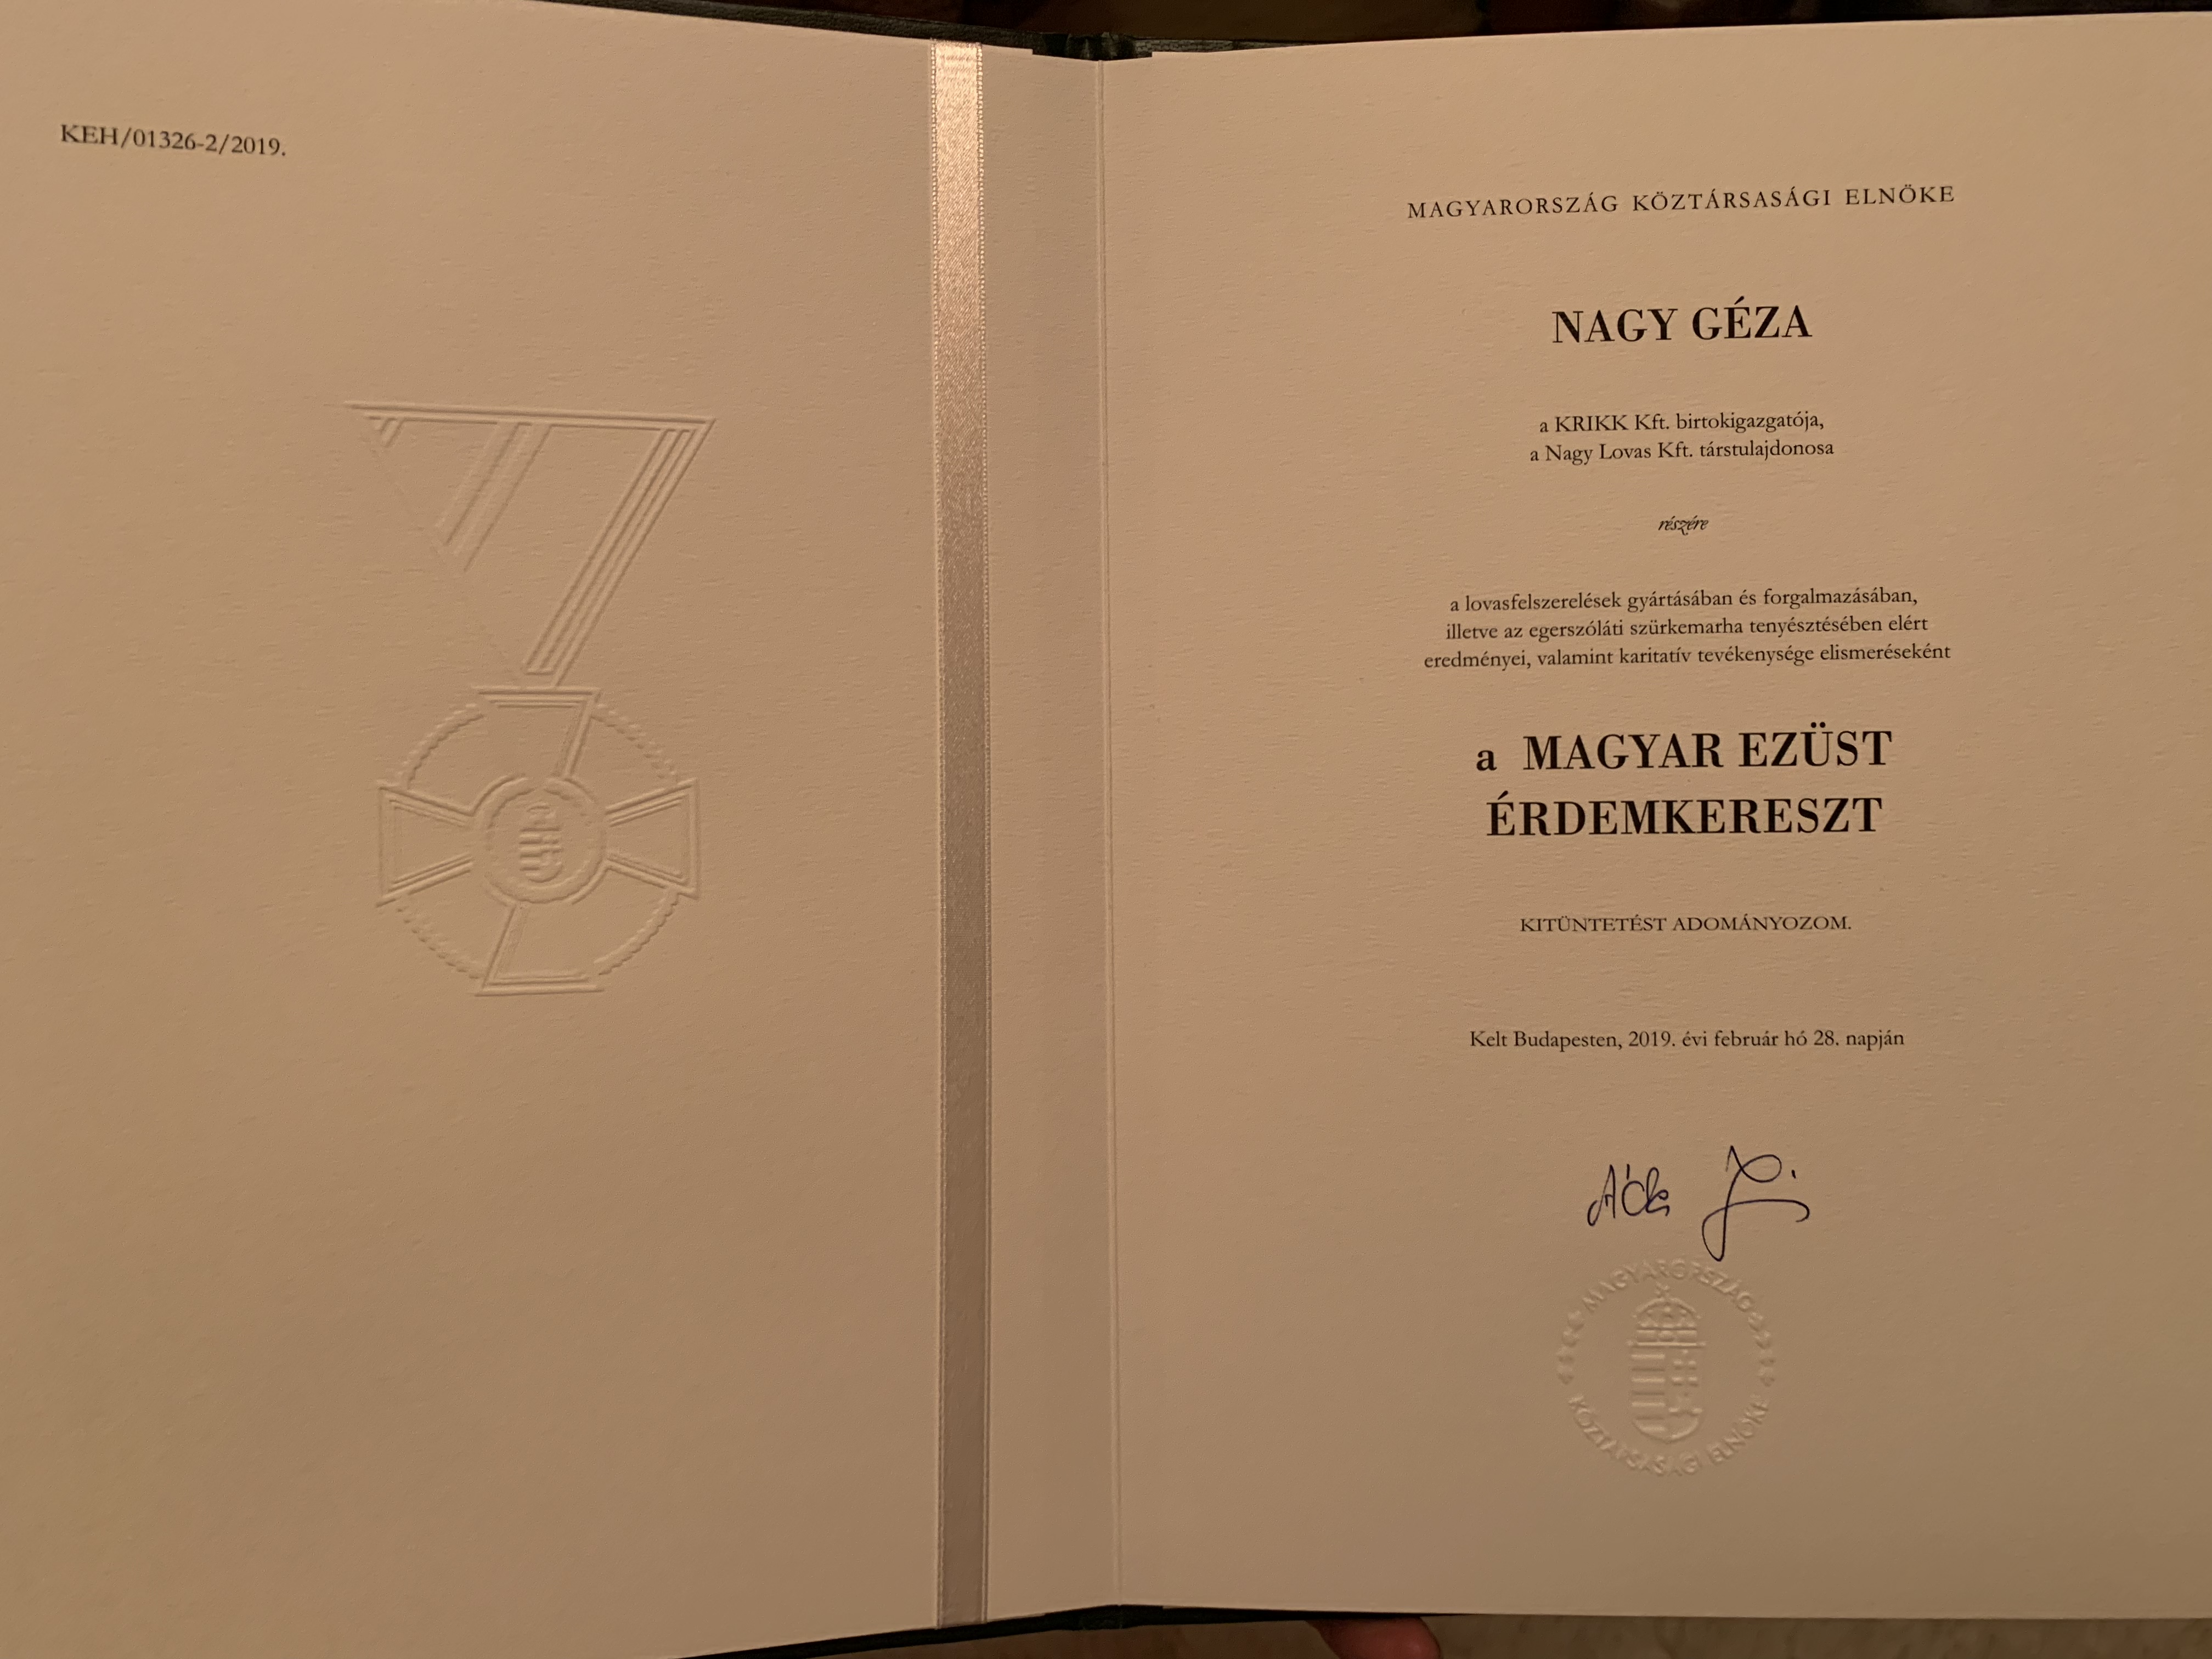 KEH/01326-2/2019.
MAGYARORSZÁG KÖZTÁRSASÁGI ELNÖKE
NAGY GÉZA
a KRIKK Kft. birtokigazgatója,
a Nagy Lovas Kft. társtulajdonosa
részére
a lovasfelszerelések gyártásában és forgalmazásában,
illetve az egerszóláti szürkemarha tenyésztésében elért
eredményei, valamint karitatív tevékenysége elismeréseként
a MAGYAR EZÜST
ÉRDEMKERESZT
KITÜNTETÉST ADOMÁNYOZOM.
Kelt Budapesten, 2019. évi február hó 28. napján
MAGYARORSZÁG
KÖZTÁRSASÁGI ELNÖKE